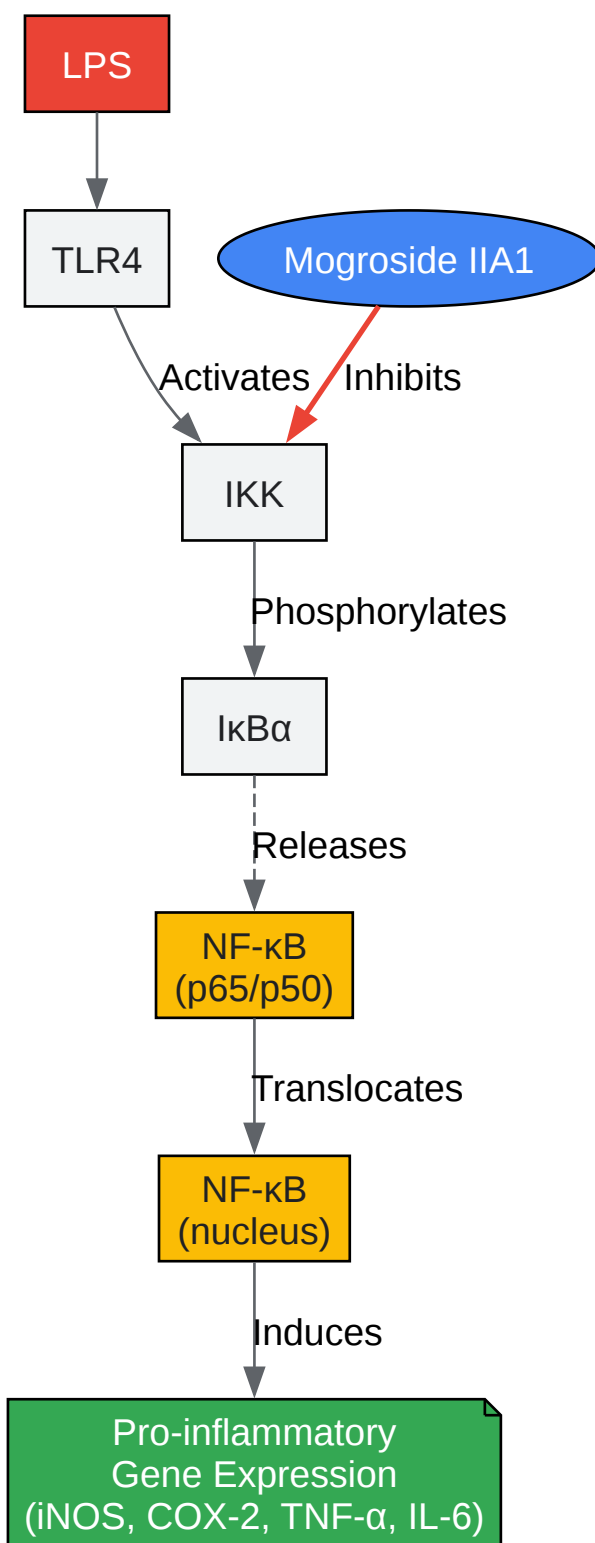 LPS
TLR4
Mogroside IIA1
Activates
Inhibits
IKK
Phosphorylates
IκBα
Releases
NF-κB
(p65/p50)
Translocates
NF-κB
(nucleus)
Induces
Pro-inflammatory
Gene Expression
(iNOS, COX-2, TNF-α, IL-6)